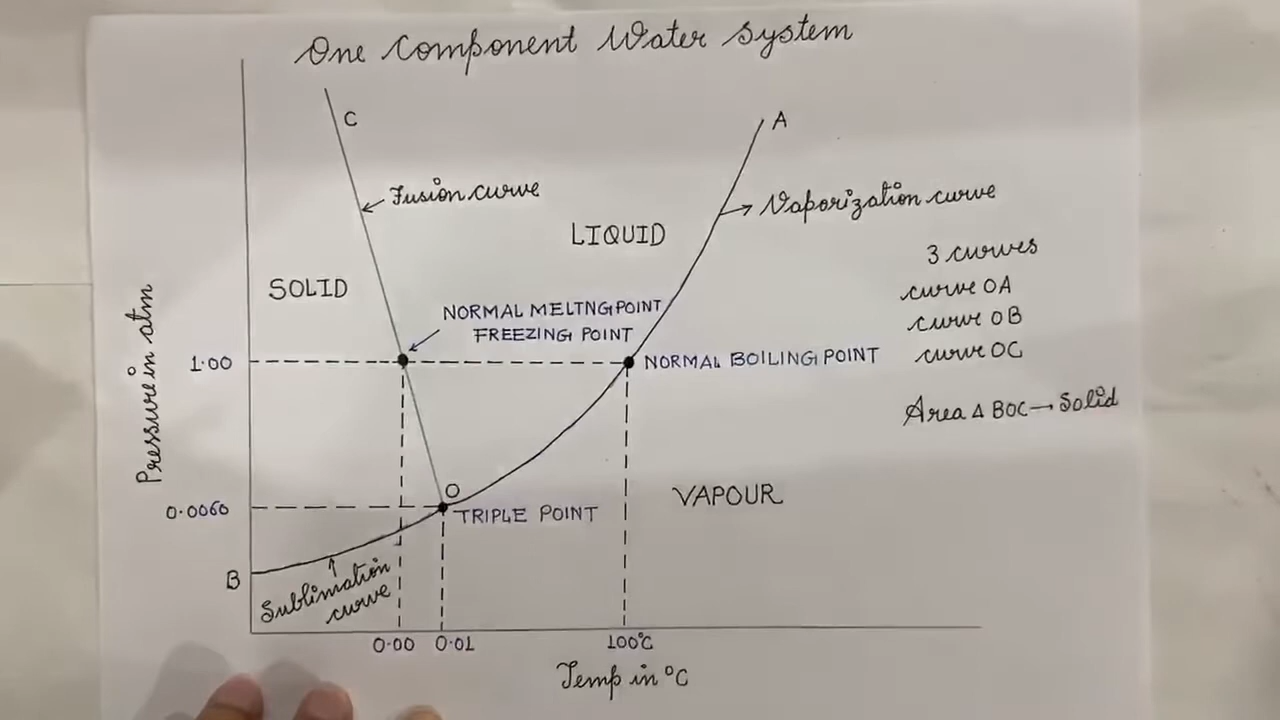 One Component Water System
C
A
Fusion curve
Vaporization curve
LIQUID
3 curves
SOLID
curve OA
NORMAL MELTNG POINT
curve OB
FREEZING POINT
curve OC
1.00
NORMAL BOILING POINT
Pressure in atm
Area Δ BOC → Solid
O
VAPOUR
0.0060
TRIPLE POINT
B
Sublimation
curve
0.00
0.01
100°C
Temp in °C